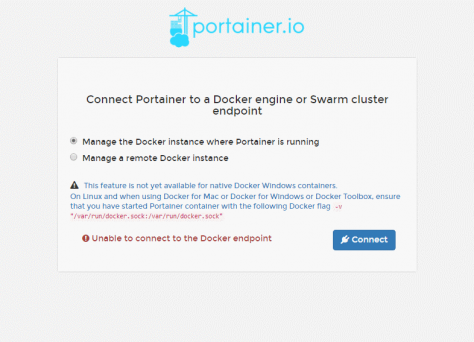 portainer.io
Connect Portainer to a Docker engine or Swarm cluster
endpoint
Manage the Docker instance where Portainer is running
Manage a remote Docker instance
This feature is not yet available for native Docker Windows containers.
On Linux and when using Docker for Mac or Docker for Windows or Docker Toolbox, ensure
that you have started Portainer container with the following Docker flag -v
"/var/run/docker.sock:/var/run/docker.sock"
Unable to connect to the Docker endpoint
Connect